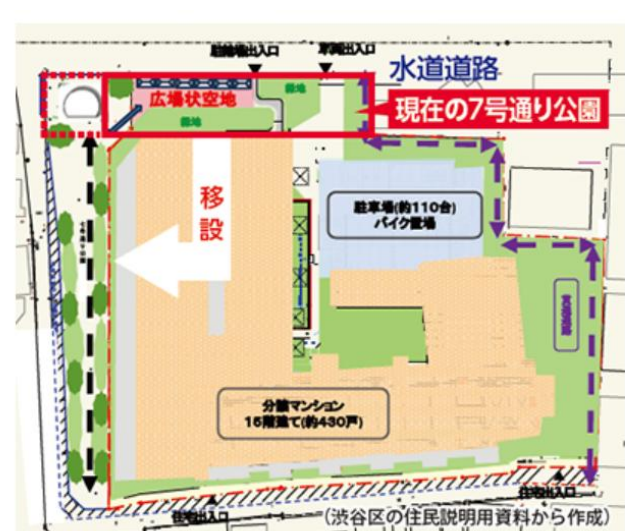 駐輪場出入口
車両出入口
水道道路
広場状空地
緑地
現在の7号通り公園
緑地
移設
駐車場(約110台)
バイク置場
分譲マンション
15階建て(約430戸)
住宅出入口
住宅出入口
(渋谷区の住民説明用資料から作成)